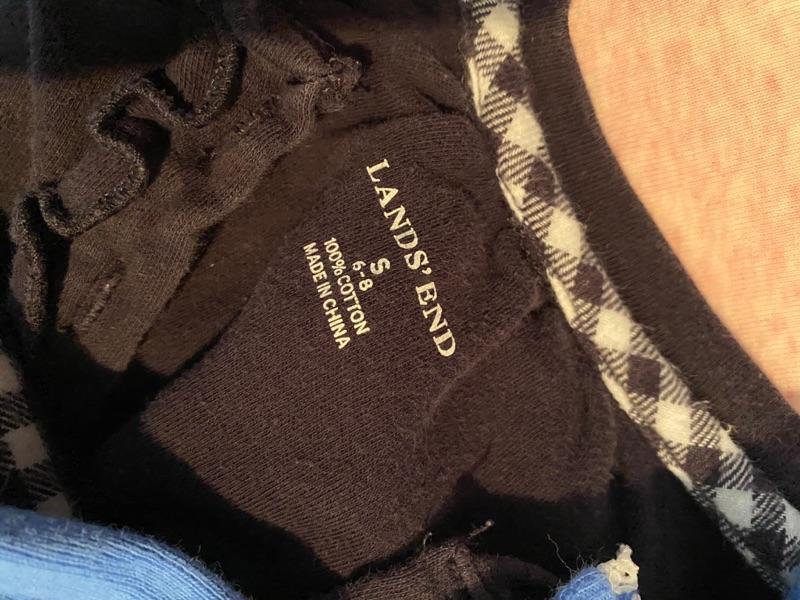 LANDS' END
S
6-8
100% COTTON
MADE IN CHINA